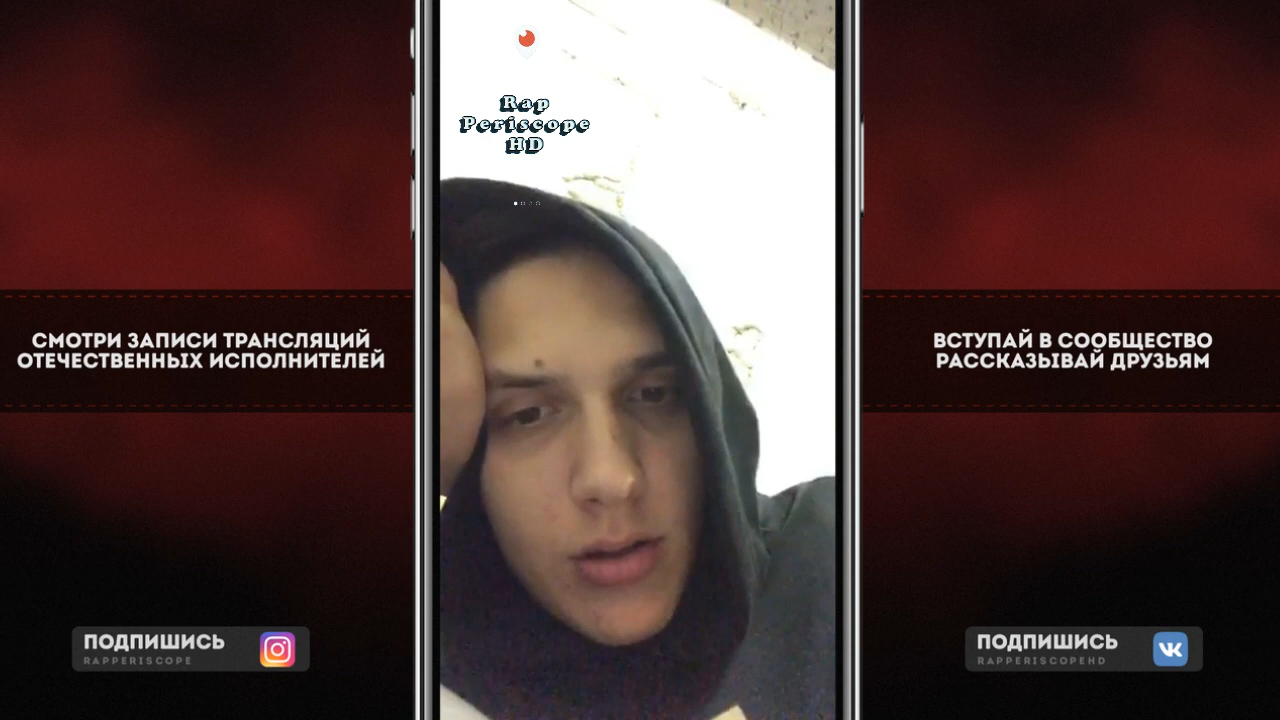 Rap
Periscope
HD
СМОТРИ ЗАПИСИ ТРАНСЛЯЦИЙ
ОТЕЧЕСТВЕННЫХ ИСПОЛНИТЕЛЕЙ
ВСТУПАЙ В СООБЩЕСТВО
РАССКАЗЫВАЙ ДРУЗЬЯМ
ПОДПИШИСЬ
RAPPERISCOPE
ПОДПИШИСЬ
RAPPERISCOPEHD